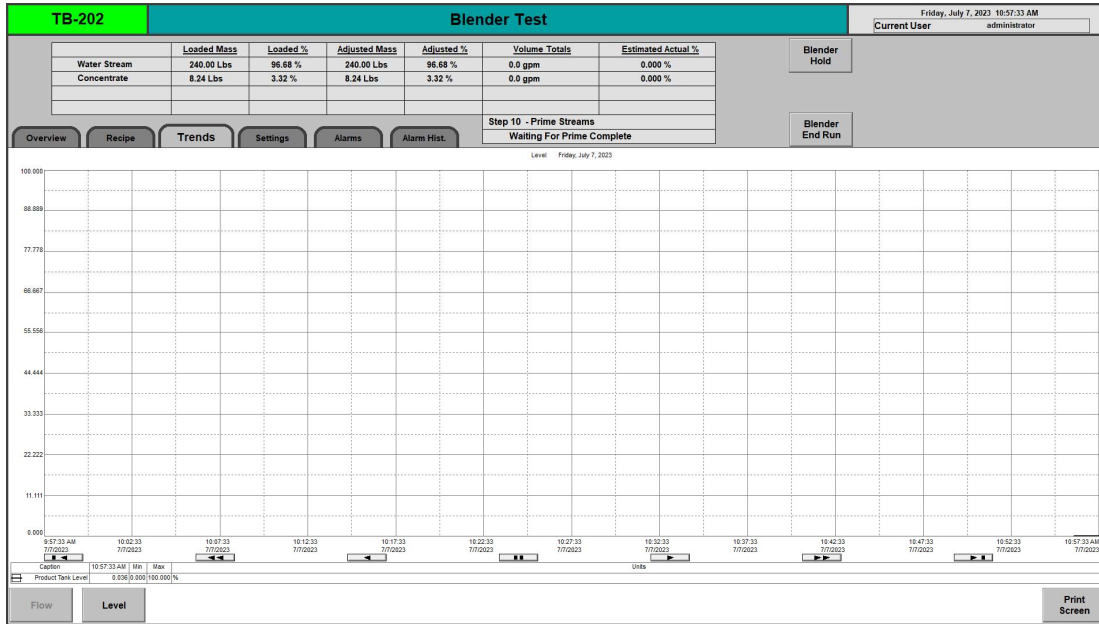 TB-202
Blender Test
Friday, July 7, 2023 10:57:33 AM
Current User administrator
Loaded Mass Loaded % Adjusted Mass Adjusted % Volume Totals Estimated Actual %
Water Stream 240.00 Lbs 96.68 % 240.00 Lbs 96.68 % 0.0 gpm 0.000 %
Concentrate 8.24 Lbs 3.32 % 8.24 Lbs 3.32 % 0.0 gpm 0.000 %
Blender
Hold
Step 10 - Prime Streams
Waiting For Prime Complete
Blender
End Run
Overview Recipe Trends Settings Alarms Alarm Hist.
Level Friday, July 7, 2023
100.000
88.889
77.778
66.667
55.556
44.444
33.333
22.222
11.111
0.000
9:57:33 AM 10:02:33 10:07:33 10:12:33 10:17:33 10:22:33 10:27:33 10:32:33 10:37:33 10:42:33 10:47:33 10:52:33 10:57:33 AM
7/7/2023 7/7/2023 7/7/2023 7/7/2023 7/7/2023 7/7/2023 7/7/2023 7/7/2023 7/7/2023 7/7/2023 7/7/2023 7/7/2023 7/7/2023
Caption 10:57:33 AM Min Max Units
Product Tank Level 0.036 0.000 100.000 %
Flow
Level
Print
Screen